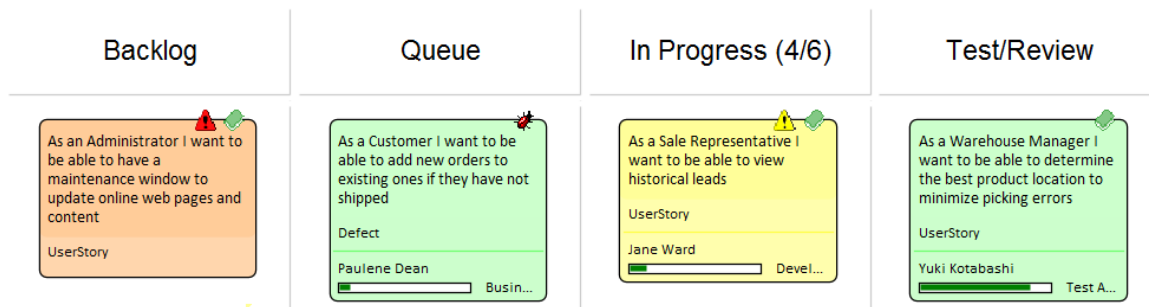 Backlog
Queue
In Progress (4/6)
Test/Review
As an Administrator I want to
be able to have a
maintenance window to
update online web pages and
content
UserStory
As a Customer I want to be
able to add new orders to
existing ones if they have not
shipped
Defect
Paulene Dean
Busin...
As a Sale Representative I
want to be able to view
historical leads
UserStory
Jane Ward
Devel...
As a Warehouse Manager I
want to be able to determine
the best product location to
minimize picking errors
UserStory
Yuki Kotabashi
Test A...